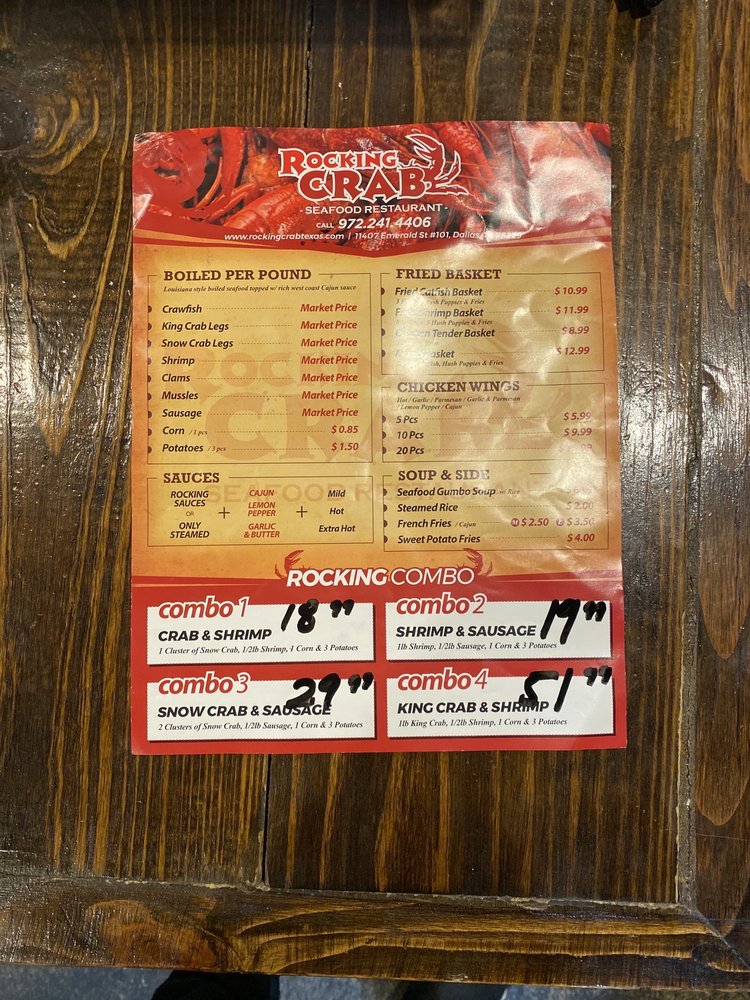 ROCKING
CRAB
- SEAFOOD RESTAURANT -
CALL 972.241.4406
www.rockingcrabtexas.com | 11407 Emerald St #101, Dallas
BOILED PER POUND
Louisiana style boiled seafood topped w/ rich west coast Cajun sauce
Crawfish Market Price
King Crab Legs Market Price
Snow Crab Legs Market Price
Shrimp Market Price
Clams Market Price
Mussles Market Price
Sausage Market Price
Corn / 1 pcs $ 0.85
Potatoes / 3 pcs $ 1.50
SAUCES
ROCKING SAUCES OR ONLY STEAMED
+
CAJUN
LEMON PEPPER
GARLIC & BUTTER
+
Mild
Hot
Extra Hot
FRIED BASKET
Fried Catfish Basket $ 10.99
Hush Puppies & Fries
Shrimp Basket $ 11.99
3 Hush Puppies & Fries
Tender Basket $ 8.99
Basket $ 12.99
Hush Puppies & Fries
CHICKEN WINGS
Hot / Garlic / Parmesan / Garlic & Parmesan
/ Lemon Pepper / Cajun
5 Pcs $ 5.99
10 Pcs $ 9.99
20 Pcs
SOUP & SIDE
Seafood Gumbo Soup w/ Rice
Steamed Rice $ 2.00
French Fries / Cajun M $ 2.50 L $ 3.50
Sweet Potato Fries $ 4.00
ROCKING COMBO
combo 1 18.99
CRAB & SHRIMP
1 Cluster of Snow Crab, 1/2lb Shrimp, 1 Corn & 3 Potatoes
combo 2 19.99
SHRIMP & SAUSAGE
1lb Shrimp, 1/2lb Sausage, 1 Corn & 3 Potatoes
combo 3 29.99
SNOW CRAB & SAUSAGE
2 Clusters of Snow Crab, 1/2lb Sausage, 1 Corn & 3 Potatoes
combo 4 51.99
KING CRAB & SHRIMP
1lb King Crab, 1/2lb Shrimp, 1 Corn & 3 Potatoes